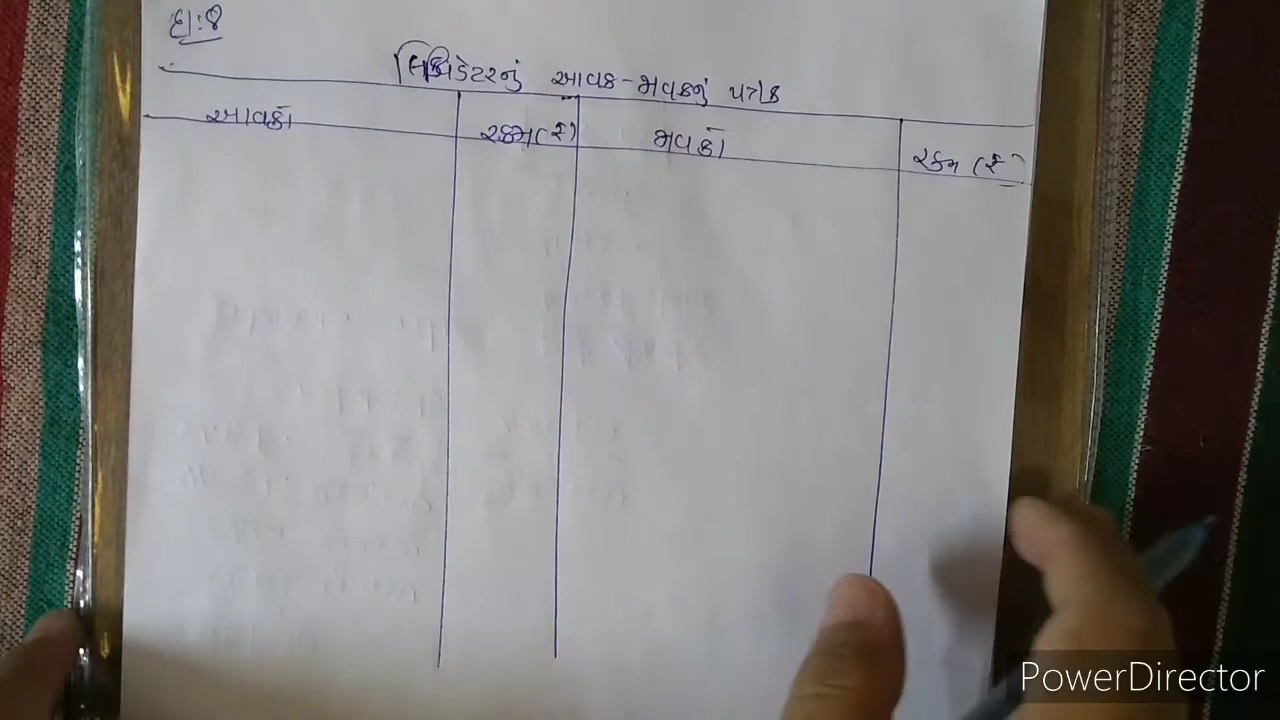 દા:૪
લિક્વિડેટરનું આવક-જાવકનું પત્રક
આવકો રકમ(₹) જાવકો રકમ (₹)
PowerDirector